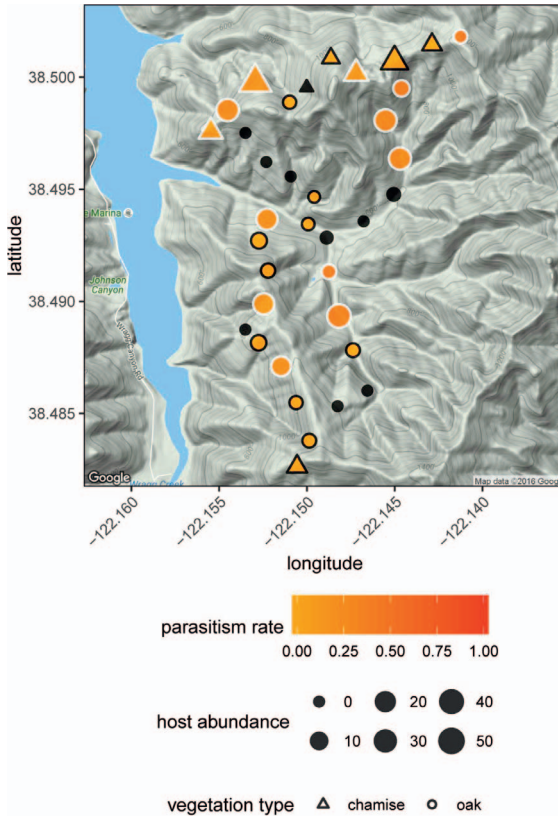 38.500
38.495
38.490
38.485
latitude
a Marina
Johnson
Canyon
Wragg Creek
Google
Map data ©2016 Goog
-122.160
-122.155
-122.150
-122.145
-122.140
longitude
parasitism rate
0.00 0.25 0.50 0.75 1.00
host abundance
0 20 40
10 30 50
vegetation type chamise oak